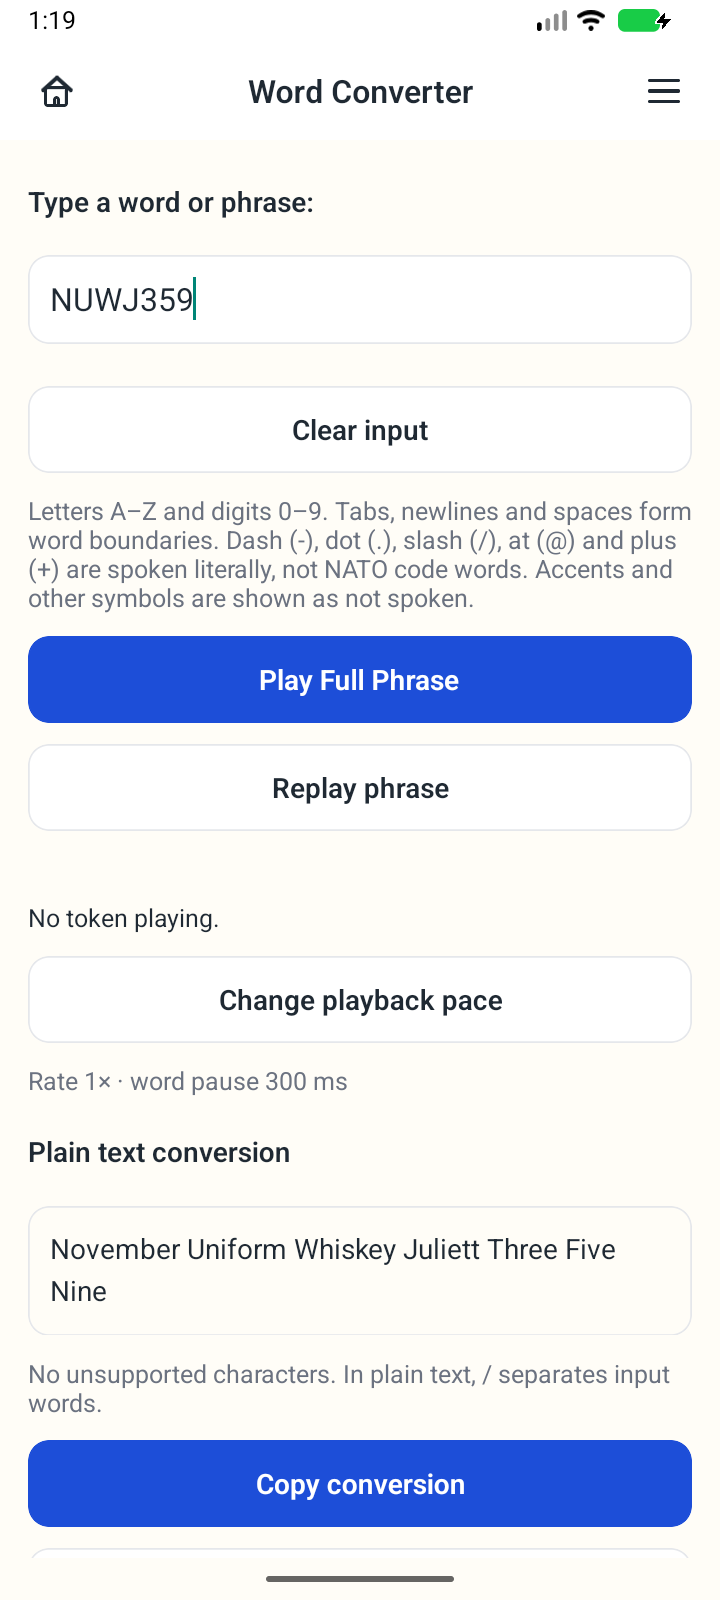 1:19
Word Converter
Type a word or phrase:
NUWJ359
Clear input
Letters A–Z and digits 0–9. Tabs, newlines and spaces form
word boundaries. Dash (-), dot (.), slash (/), at (@) and plus
(+) are spoken literally, not NATO code words. Accents and
other symbols are shown as not spoken.
Play Full Phrase
Replay phrase
No token playing.
Change playback pace
Rate 1× · word pause 300 ms
Plain text conversion
November Uniform Whiskey Juliett Three Five
Nine
No unsupported characters. In plain text, / separates input
words.
Copy conversion